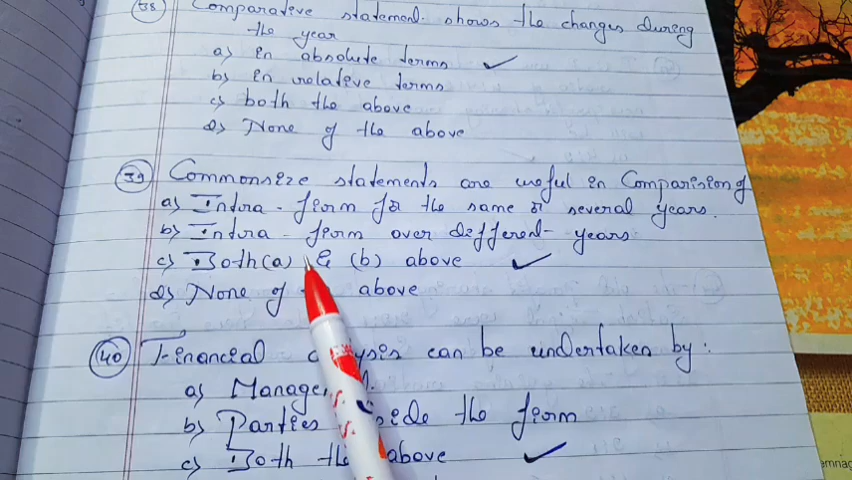 38 Comparative statement shows the changes during
the year
a) in absolute terms ✓
b) in relative terms
c) both the above
d) None of the above
39 Commonsize statements are useful in Comparision of
a) Intra - firm for the same or several years.
b) Intra - firm over different years.
c) Both (a) & (b) above ✓
d) None of above
40 Financial can be undertaken by:
a)
b) Parties the firm
c) Both the above ✓